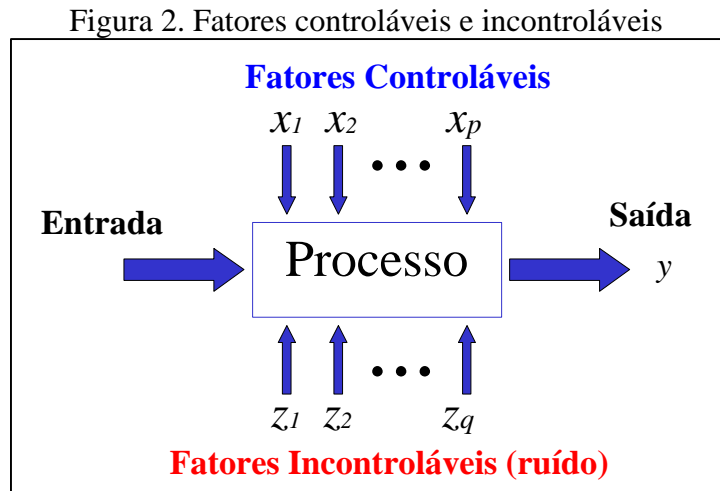 Figura 2. Fatores controláveis e incontroláveis
Fatores Controláveis
x1 x2 ••• xp
Entrada
Processo
Saída
y
z1 z2 ••• zq
Fatores Incontroláveis (ruído)